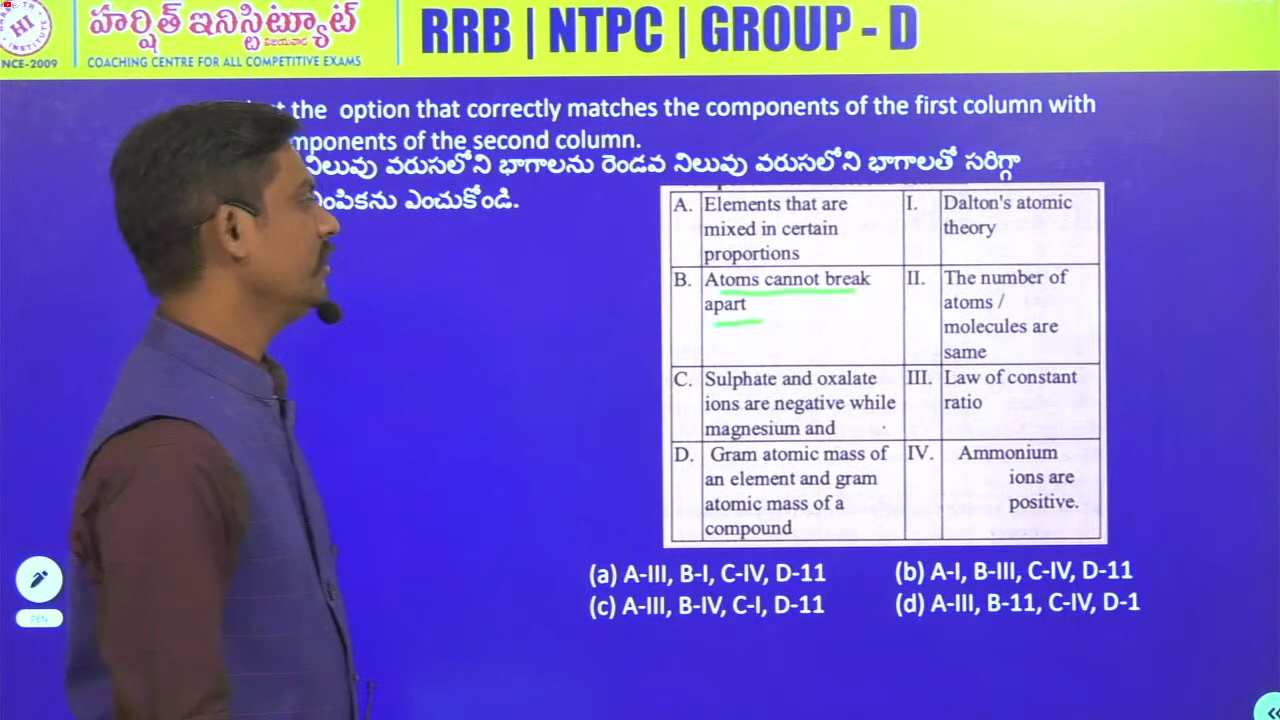 హర్షిత్ ఇనిస్టిట్యూట్
విజయవాడ
COACHING CENTRE FOR ALL COMPETITIVE EXAMS
HI
INSTITUTE
NCE-2009
RRB | NTPC | GROUP - D
the option that correctly matches the components of the first column with
mponents of the second column.
నిలువు వరుసలోని భాగాలను రెండవ నిలువు వరుసలోని భాగాలతో సరిగ్గా
ంపికను ఎంచుకోండి.
A. Elements that are mixed in certain proportions
I. Dalton's atomic theory
B. Atoms cannot break apart
II. The number of atoms / molecules are same
C. Sulphate and oxalate ions are negative while magnesium and
III. Law of constant ratio
D. Gram atomic mass of an element and gram atomic mass of a compound
IV. Ammonium ions are positive.
(a) A-III, B-I, C-IV, D-11
(b) A-I, B-III, C-IV, D-11
(c) A-III, B-IV, C-I, D-11
(d) A-III, B-11, C-IV, D-1
PEN